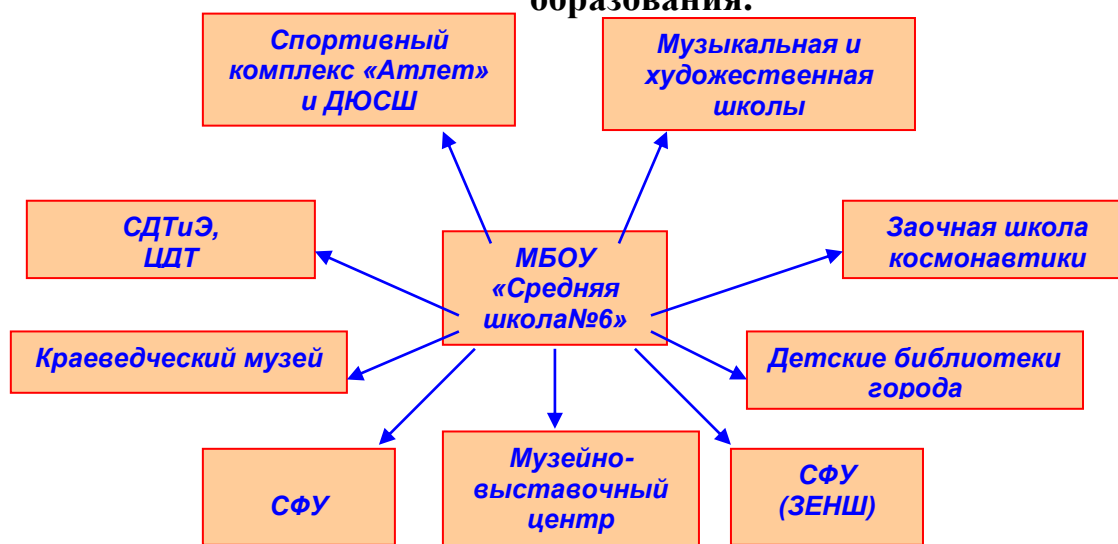 образования.
Спортивный
комплекс «Атлет»
и ДЮСШ
Музыкальная и
художественная
школы
СДТиЭ,
ЦДТ
МБОУ
«Средняя
школа№6»
Заочная школа
космонавтики
Краеведческий музей
Детские библиотеки
города
СФУ
Музейно-
выставочный
центр
СФУ
(ЗЕНШ)